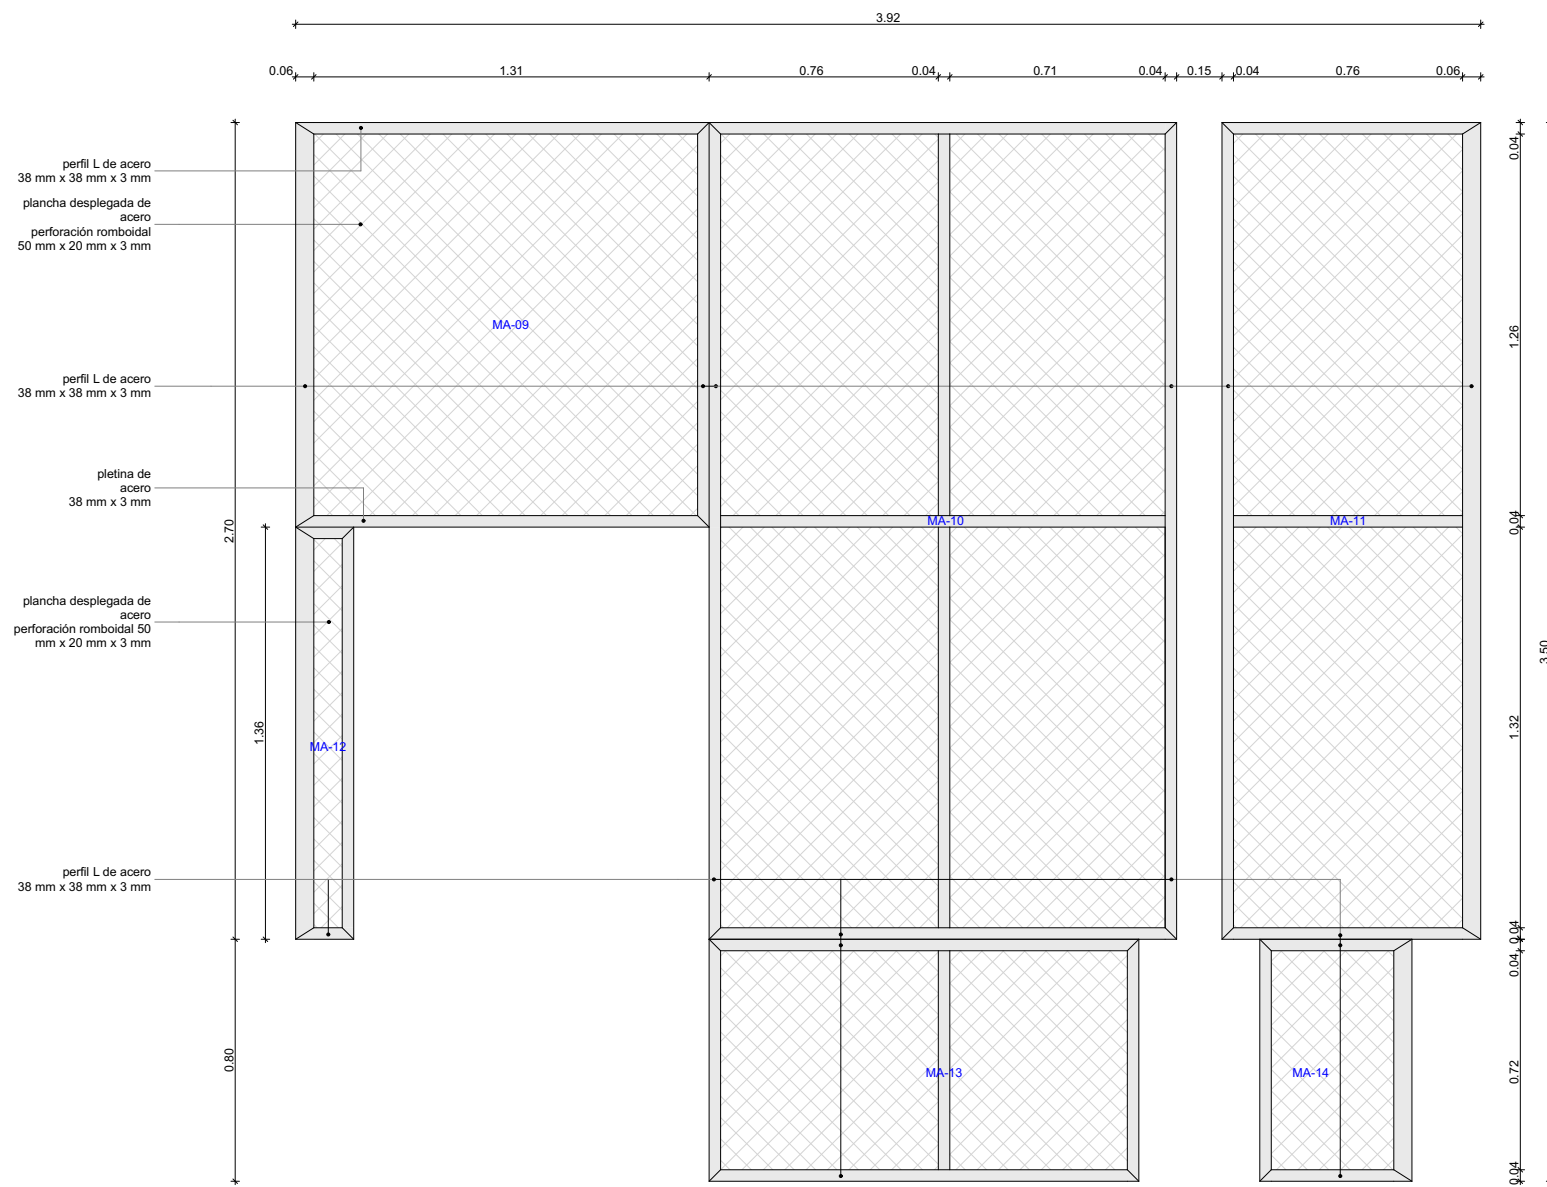 3.92
0.06
1.31
0.76
0.04
0.71
0.04
0.15
0.04
0.76
0.06
perfil L de acero
38 mm x 38 mm x 3 mm
plancha desplegada de
acero
perforación romboidal
50 mm x 20 mm x 3 mm
MA-09
perfil L de acero
38 mm x 38 mm x 3 mm
pletina de
acero
38 mm x 3 mm
MA-10
MA-11
2.70
plancha desplegada de
acero
perforación romboidal 50
mm x 20 mm x 3 mm
1.36
MA-12
perfil L de acero
38 mm x 38 mm x 3 mm
0.80
MA-13
MA-14
0.04
1.26
0.04
1.32
0.04
0.04
0.72
0.04
3.50